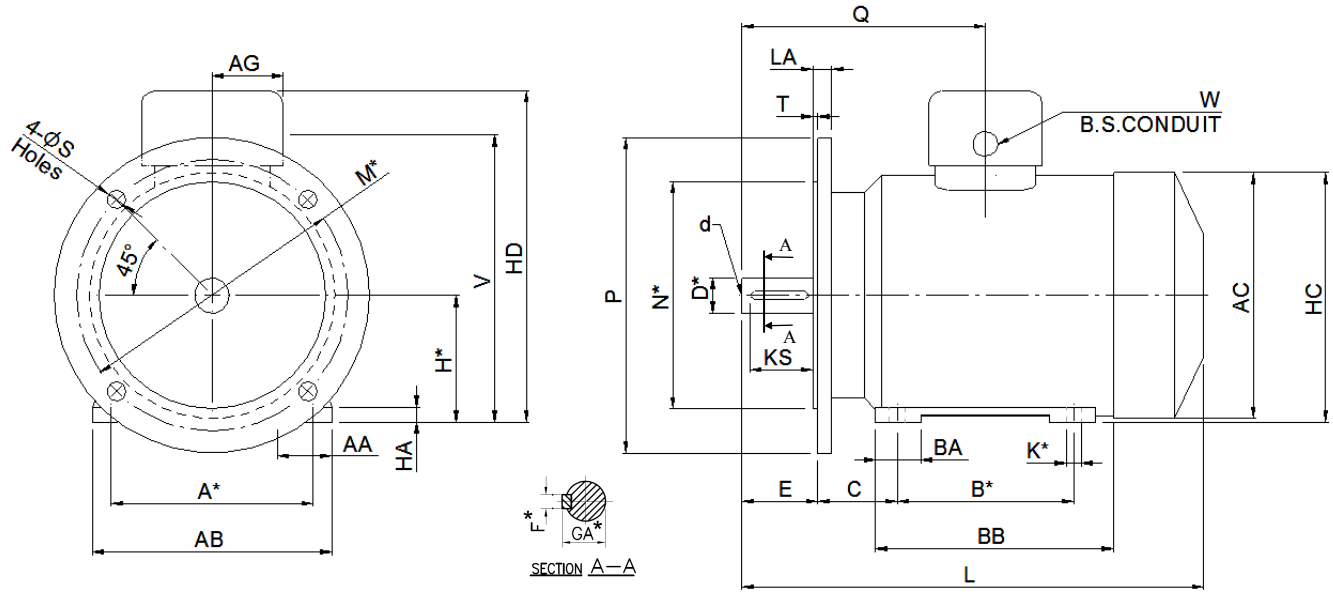 AG
4-ϕS
Holes
M*
45°
V
HD
H*
AA
HA
A*
AB
F*
GA*
SECTION A—A
Q
LA
T
W
B.S.CONDUIT
d
A
P
N*
D*
A
KS
AC
HC
BA
K*
E
C
B*
BB
L